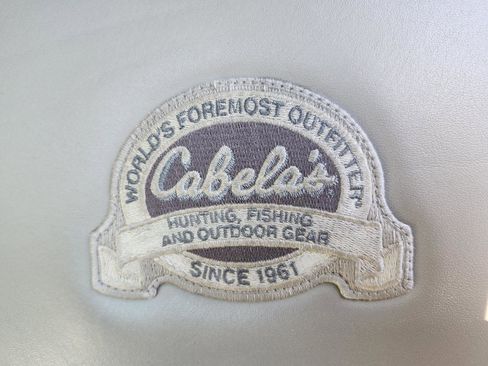 WORLD'S FOREMOST OUTFITTER®
Cabela's®
HUNTING, FISHING
AND OUTDOOR GEAR
SINCE 1961